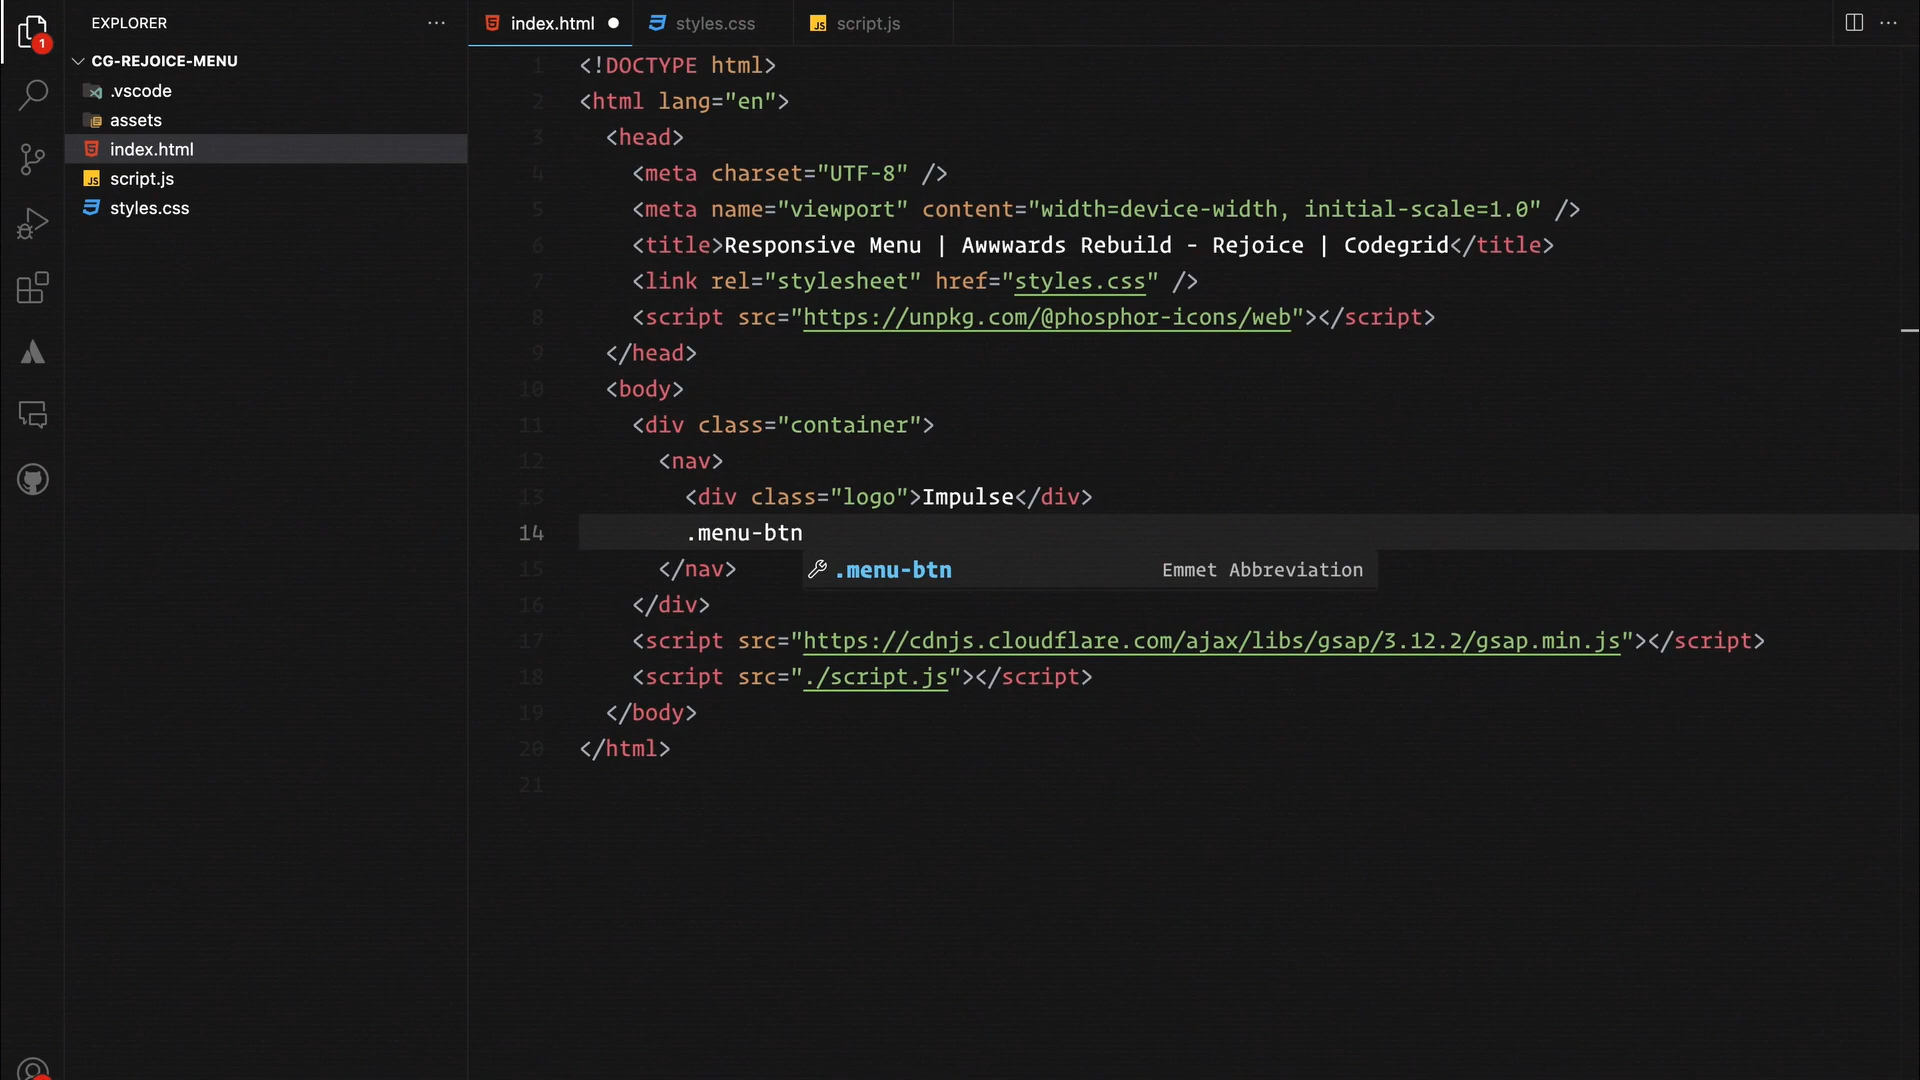 EXPLORER
CG-REJOICE-MENU
.vscode
assets
index.html
script.js
styles.css
1
index.html
styles.css
JS script.js
1 <!DOCTYPE html>
2 <html lang="en">
3 <head>
4 <meta charset="UTF-8" />
5 <meta name="viewport" content="width=device-width, initial-scale=1.0" />
6 <title>Responsive Menu | Awwwards Rebuild - Rejoice | Codegrid</title>
7 <link rel="stylesheet" href="styles.css" />
8 <script src="https://unpkg.com/@phosphor-icons/web"></script>
9 </head>
10 <body>
11 <div class="container">
12 <nav>
13 <div class="logo">Impulse</div>
14 .menu-btn
15 </nav>
.menu-btn Emmet Abbreviation
16 </div>
17 <script src="https://cdnjs.cloudflare.com/ajax/libs/gsap/3.12.2/gsap.min.js"></script>
18 <script src="./script.js"></script>
19 </body>
20 </html>
21